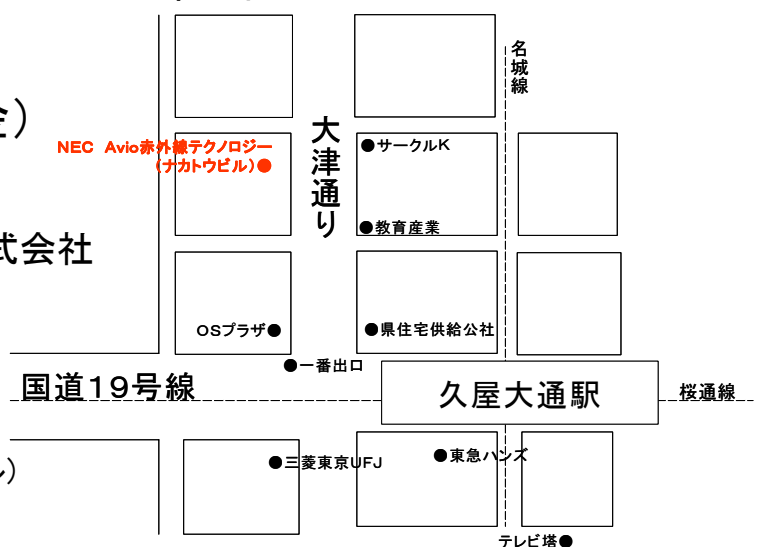 名城線
金)
NEC Avio赤外線テクノロジー
(ナカトウビル)●
大津通り
●サークルK
●教育産業
式会社
OSプラザ●
●県住宅供給公社
●一番出口
国道19号線
久屋大通駅
桜通線
●三菱東京UFJ
●東急ハンズ
ル)
テレビ塔●